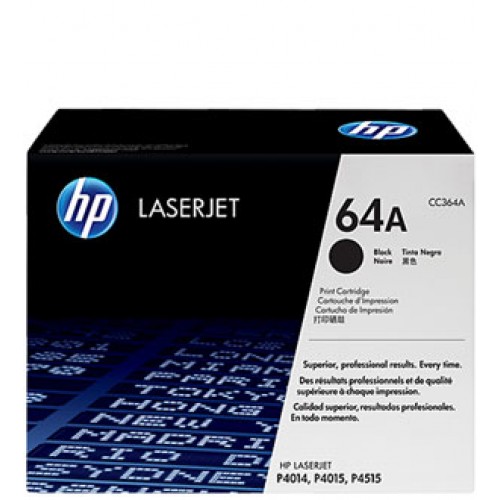 hp
hp
LASERJET
64A
CC364A
Black Tinta Negro
Noire 黑色
Print Cartridge
Cartouche d'Impression
Cartucho de Impresión
打印硒鼓
Superior, professional results. Every time.
Des résultats professionnels et de qualité
supérieure à chaque impression.
Calidad superior, resultados profesionales.
En todo momento.
HP LASERJET
P4014, P4015, P4515